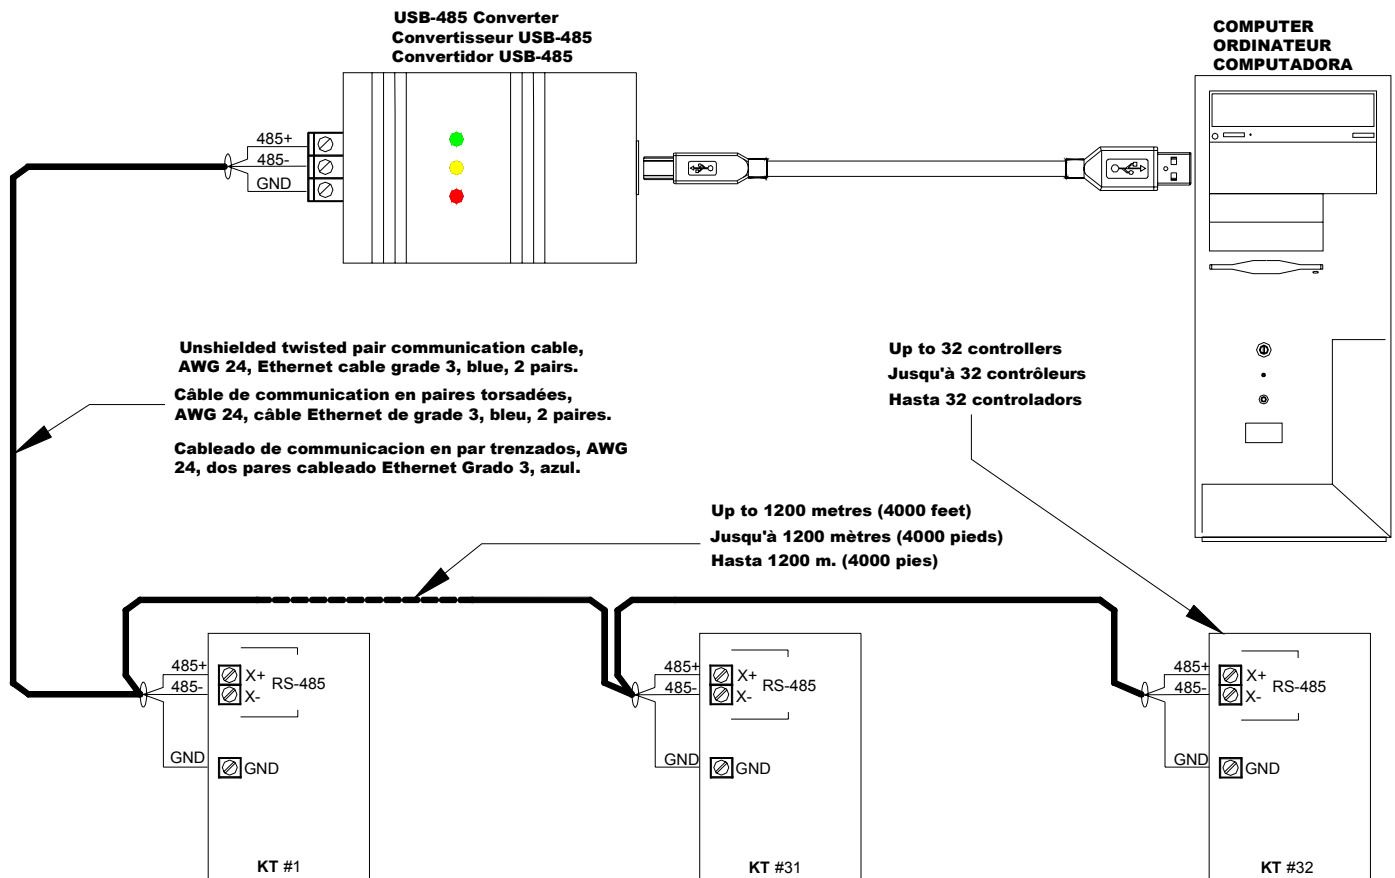 USB-485 Converter
Convertisseur USB-485
Convertidor USB-485
COMPUTER
ORDINATEUR
COMPUTADORA
485+
485-
GND
Unshielded twisted pair communication cable,
AWG 24, Ethernet cable grade 3, blue, 2 pairs.
Câble de communication en paires torsadées,
AWG 24, câble Ethernet de grade 3, bleu, 2 paires.
Cableado de communicacion en par trenzados, AWG
24, dos pares cableado Ethernet Grado 3, azul.
Up to 32 controllers
Jusqu'à 32 contrôleurs
Hasta 32 controladors
Up to 1200 metres (4000 feet)
Jusqu'à 1200 mètres (4000 pieds)
Hasta 1200 m. (4000 pies)
485+
485-
GND
X+
X-
RS-485
GND
KT #1
485+
485-
GND
X+
X-
RS-485
GND
KT #31
485+
485-
GND
X+
X-
RS-485
GND
KT #32